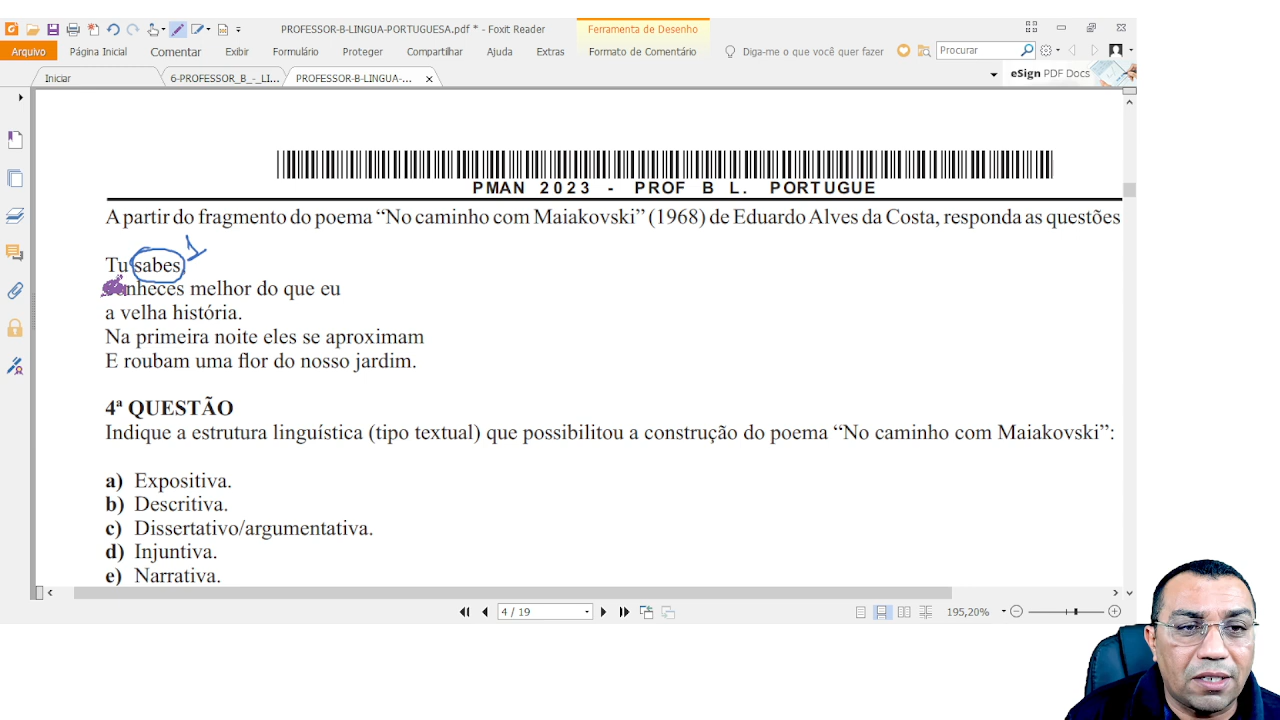 PROFESSOR-B-LINGUA-PORTUGUESA.pdf * - Foxit Reader
Ferramenta de Desenho
Arquivo
Página Inicial
Comentar
Exibir
Formulário
Proteger
Compartilhar
Ajuda
Extras
Formato de Comentário
Diga-me o que você quer fazer
Procurar
Iniciar
6-PROFESSOR_B_-_LI...
PROFESSOR-B-LINGUA-...
eSign PDF Docs
PMAN 2023 - PROF B L. PORTUGUE
A partir do fragmento do poema “No caminho com Maiakovski” (1968) de Eduardo Alves da Costa, responda as questões
1
Tu sabes,
nheces melhor do que eu
a velha história.
Na primeira noite eles se aproximam
E roubam uma flor do nosso jardim.
4ª QUESTÃO
Indique a estrutura linguística (tipo textual) que possibilitou a construção do poema “No caminho com Maiakovski”:
a) Expositiva.
b) Descritiva.
c) Dissertativo/argumentativa.
d) Injuntiva.
e) Narrativa.
4 / 19
195,20%